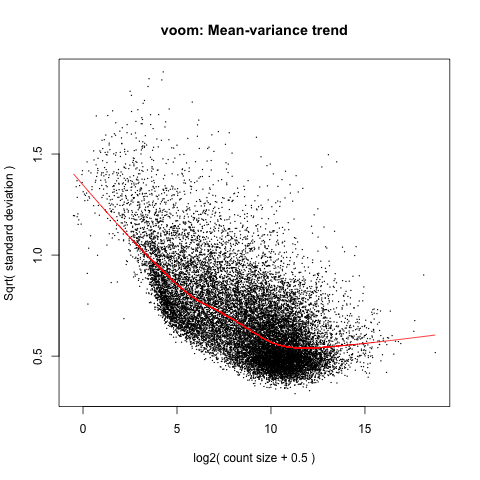 voom: Mean-variance trend
Sqrt( standard deviation )
1.5
1.0
0.5
0 5 10 15
log2( count size + 0.5 )